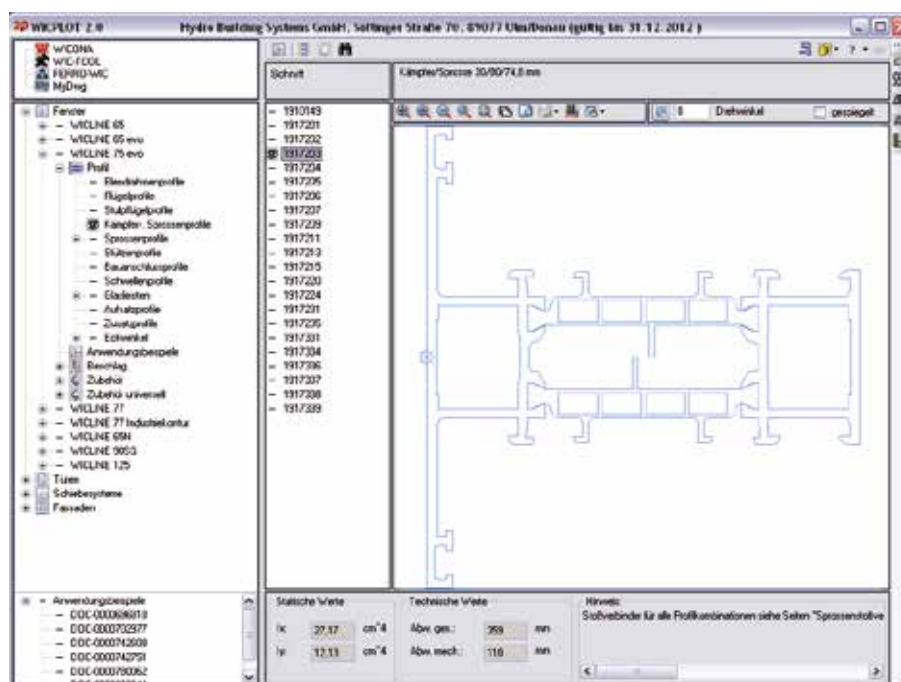 WICPLOT 2.0 Hydro Building Systems GmbH, Söflinger Straße 70, 89077 Ulm/Donau (gültig bis 31.12.2012 )
WICONA
WIC-TOOL
FERRO-WIC
MyDwg
Schnitt
Kämpfer/Sprosse 30/90/74,8 mm
Drehwinkel
gespiegelt
Fenster
WICLINE 65
WICLINE 65 evo
WICLINE 75 evo
Profil
Blendrahmenprofile
Flügelprofile
Stulpflügelprofile
Kämpfer-, Sprossenprofile
Sprossenprofile
Stützenprofile
Bauanschlussprofile
Schwellenprofile
Glasleisten
Aufsatzprofile
Zusatzprofile
Eckwinkel
Anwendungsbeispiele
Beschlag
Zubehör
Zubehör universell
WICLINE 77
WICLINE 77 Industriekontur
WICLINE 65N
WICLINE 90SG
WICLINE 125
Türen
Schiebesysteme
Fassaden
1910149
1917201
1917202
1917203
1917204
1917205
1917206
1917207
1917209
1917211
1917213
1917215
1917220
1917224
1917231
1917235
1917331
1917334
1917336
1917337
1917338
1917339
Anwendungsbeispiele
DOC-0000702977
DOC-0000742751
Statische Werte
Ix: 27,17 cm^4
Iy: 12,13 cm^4
Technische Werte
Abw. ges.: 359 mm
Abw. mech.: 110 mm
Hinweis:
Stoßverbinder für alle Profilkombinationen siehe Seiten "Sprossenstoßve